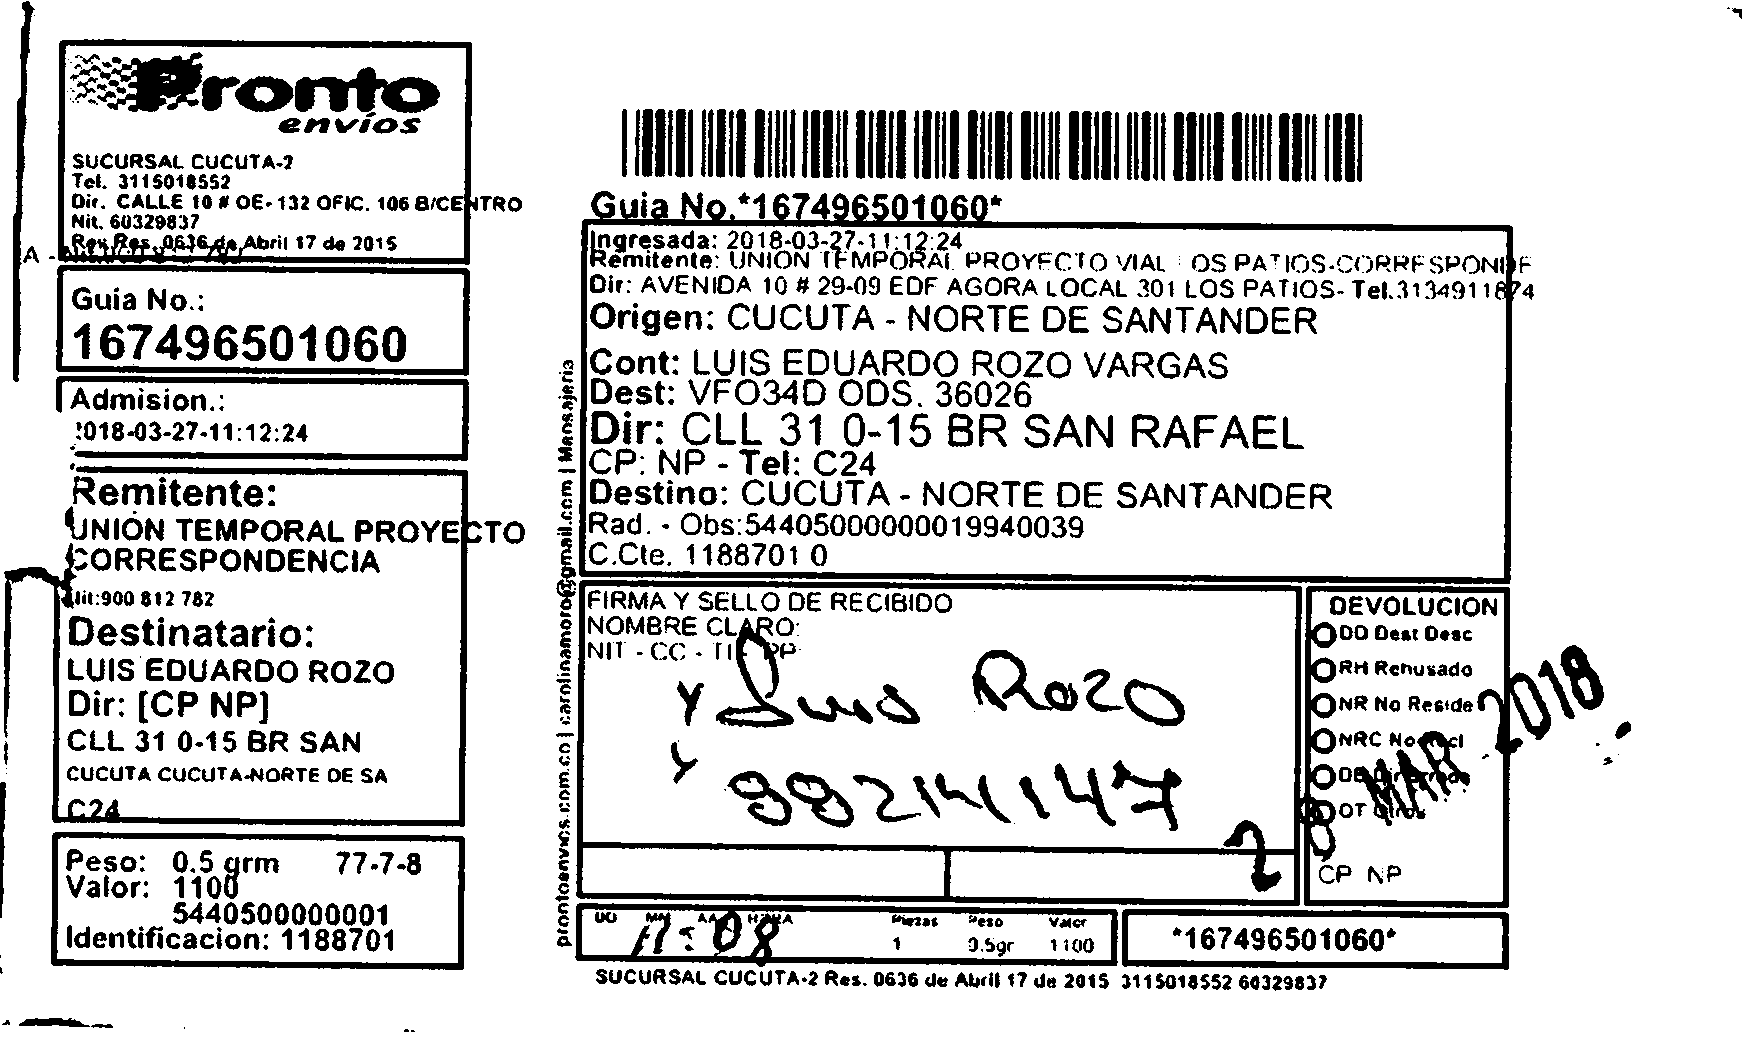 Pronto
envíos
SUCURSAL CUCUTA-2
Tel. 3115018552
Dir. CALLE 10 # OE-132 OFIC. 106 B/CENTRO
Nit. 60329837
Res. 0636 de Abril 17 de 2015
Guia No.:
167496501060
Admision.:
2018-03-27-11:12:24
Remitente:
UNION TEMPORAL PROYECTO
CORRESPONDENCIA
Nit:900 812 782
Destinatario:
LUIS EDUARDO ROZO
Dir: [CP NP]
CLL 31 0-15 BR SAN
CUCUTA CUCUTA-NORTE DE SA
C24
Peso: 0.5 grm 77-7-8
Valor: 1100
5440500000001
Identificacion: 1188701
prontoenvios.com.co | carolinamoro@gmail.com | Mensajeria
Guia No.*167496501060*
Ingresada: 2018-03-27-11:12:24
Remitente: UNION TEMPORAL PROYECTO VIAL LOS PATIOS-CORRESPONDE
Dir: AVENIDA 10 # 29-09 EDF AGORA LOCAL 301 LOS PATIOS- Tel.3134911874
Origen: CUCUTA - NORTE DE SANTANDER
Cont: LUIS EDUARDO ROZO VARGAS
Dest: VFO34D ODS. 36026
Dir: CLL 31 0-15 BR SAN RAFAEL
CP: NP - Tel: C24
Destino: CUCUTA - NORTE DE SANTANDER
Rad. - Obs:54405000000019940039
C.Cte. 1188701 0
FIRMA Y SELLO DE RECIBIDO
NOMBRE CLARO:
NIT - CC - TI - PP
Luis Rozo
88214147
DEVOLUCION
DD Dest Desc
RH Rehusado
NR No Reside
NRC No Recl
DE Dir Errada
OT Otros
28 MAR 2018
CP NP
DD MM AA HORA
11:08
Piezas Peso Valor
1 0.5gr 1100
*167496501060*
SUCURSAL CUCUTA-2 Res. 0636 de Abril 17 de 2015 3115018552 60329837